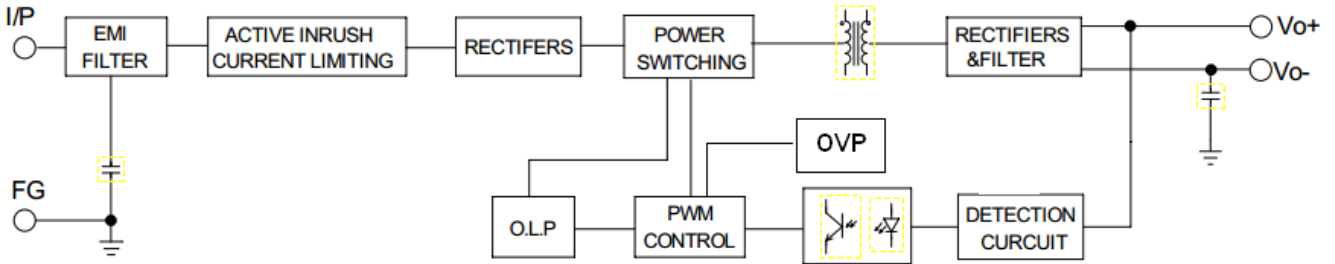 I/P
EMI
FILTER
ACTIVE INRUSH
CURRENT LIMITING
RECTIFERS
POWER
SWITCHING
RECTIFIERS
&FILTER
Vo+
Vo-
OVP
FG
O.L.P
PWM
CONTROL
DETECTION
CURCUIT